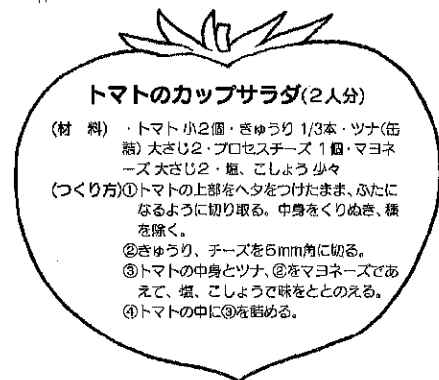 トマトのカップサラダ(2人分)
(材 料) ・トマト 小2個・きゅうり 1/3本・ツナ(缶
詰) 大さじ2・プロセスチーズ 1個・マヨネ
ーズ 大さじ2・塩、こしょう 少々
(つくり方)①トマトの上部をヘタをつけたまま、ふたに
なるように切り取る。中身をくりぬき、種
を除く。
②きゅうり、チーズを5mm角に切る。
③トマトの中身とツナ、②をマヨネーズであ
えて、塩、こしょうで味をととのえる。
④トマトの中に③を詰める。